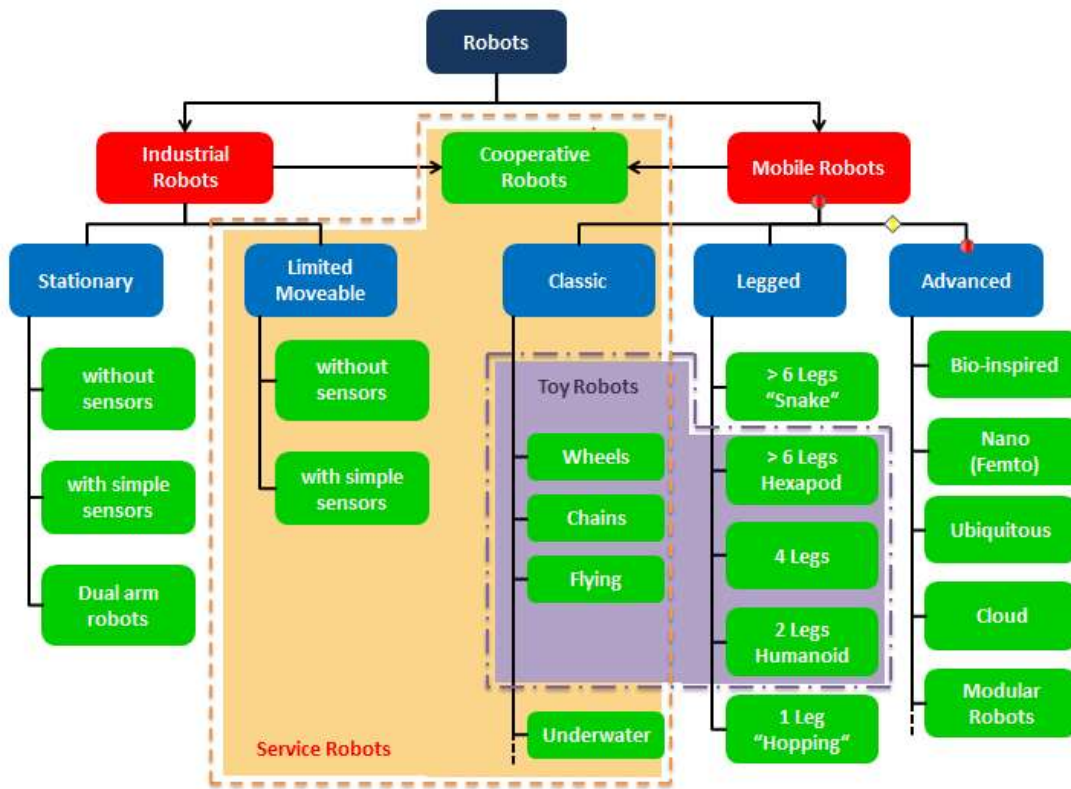 Robots
Industrial
Robots
Cooperative
Robots
Mobile Robots
Stationary
Limited
Moveable
Classic
Legged
Advanced
without
sensors
with simple
sensors
Dual arm
robots
without
sensors
with simple
sensors
Service Robots
Toy Robots
Wheels
Chains
Flying
Underwater
> 6 Legs
“Snake“
> 6 Legs
Hexapod
4 Legs
2 Legs
Humanoid
1 Leg
“Hopping“
Bio-inspired
Nano
(Femto)
Ubiquitous
Cloud
Modular
Robots